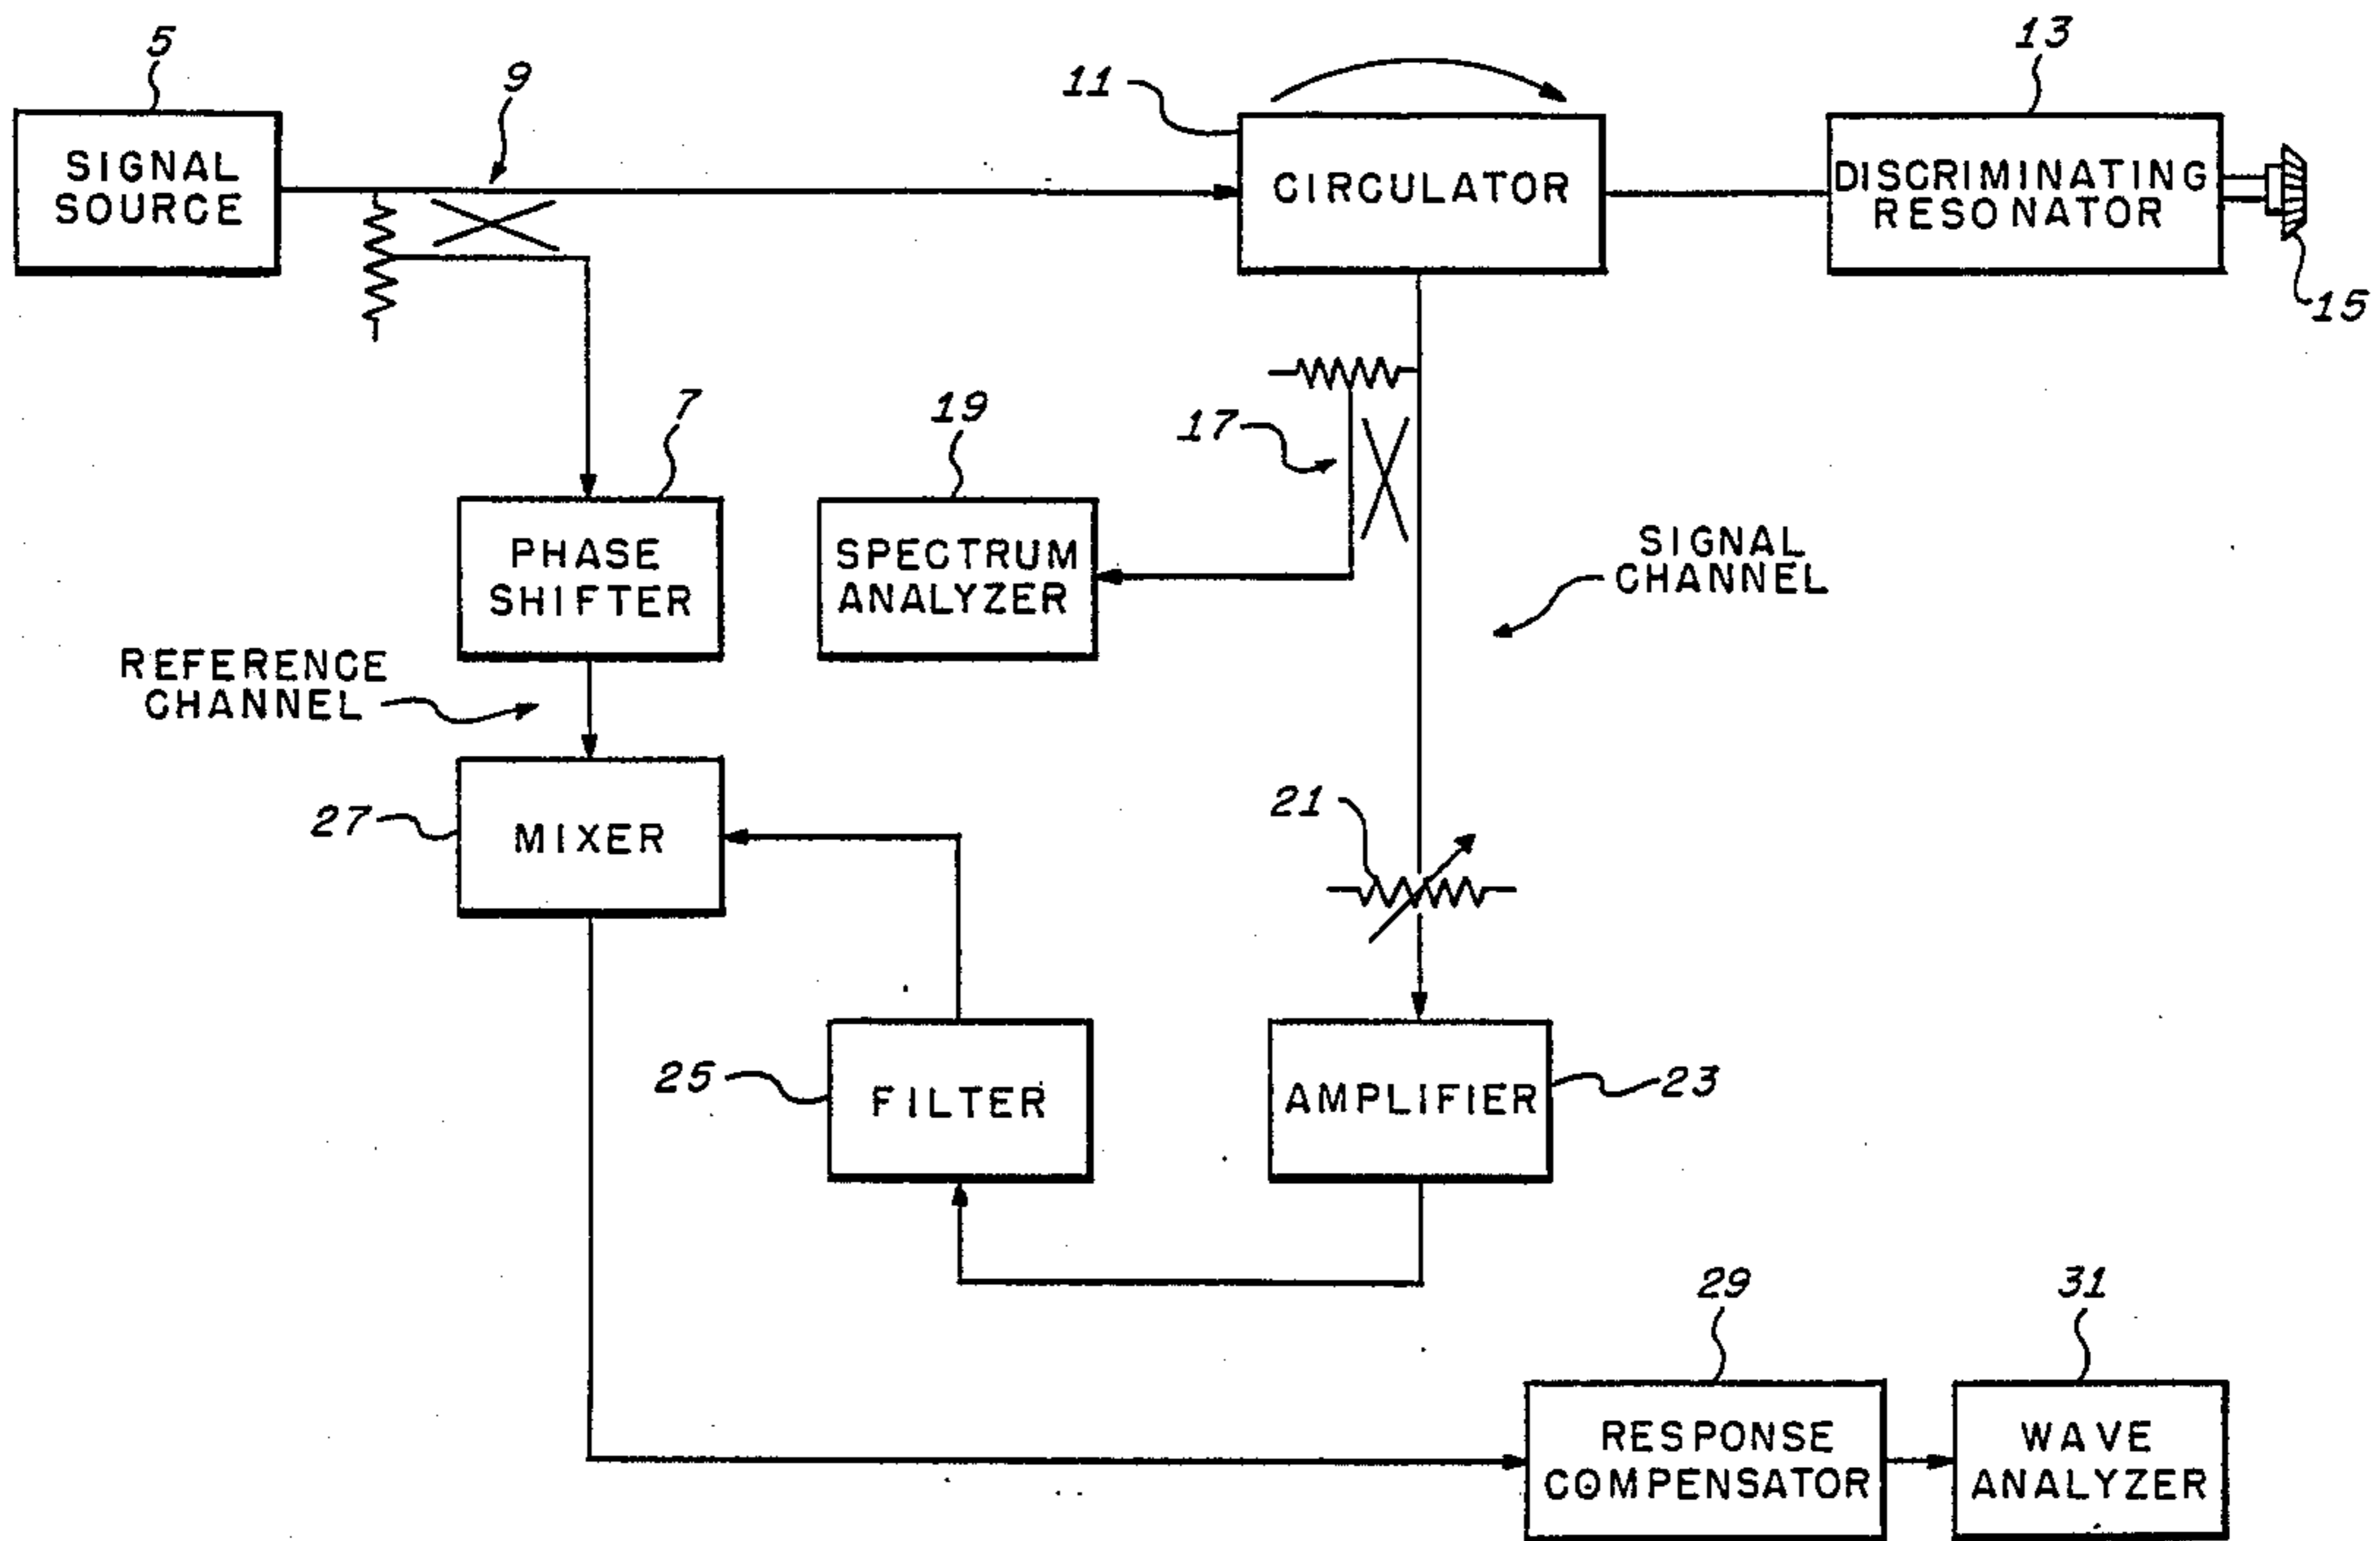 5
9
11
13
SIGNAL
SOURCE
CIRCULATOR
DISCRIMINATING
RESONATOR
15
7
19
17
PHASE
SHIFTER
SPECTRUM
ANALYZER
SIGNAL
CHANNEL
REFERENCE
CHANNEL
27
MIXER
21
25
FILTER
AMPLIFIER
23
29
31
RESPONSE
COMPENSATOR
WAVE
ANALYZER